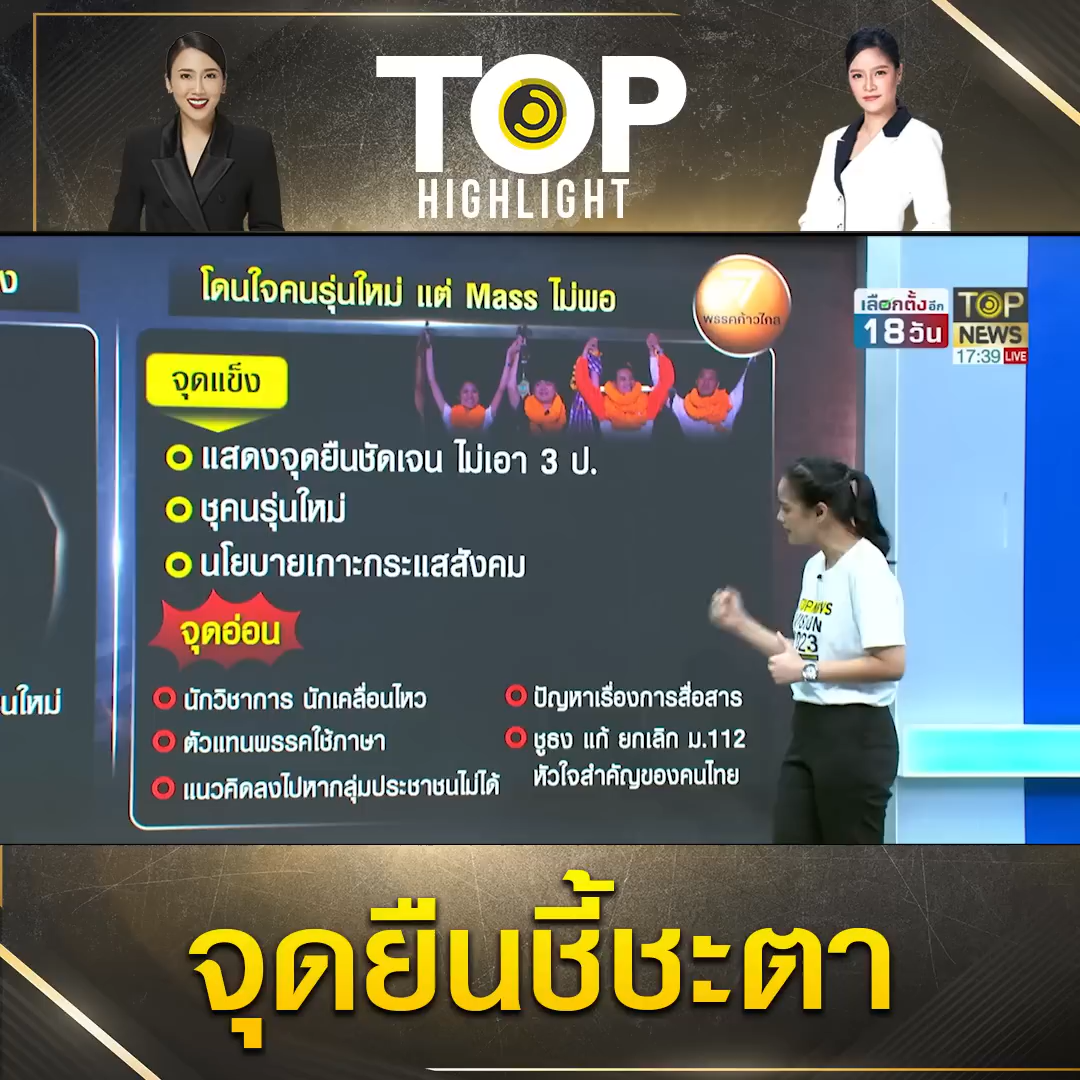 TOP
HIGHLIGHT
ง
โดนใจคนรุ่นใหม่ แต่ Mass ไม่พอ
พรรคก้าวไกล
เลือกตั้งอีก
18 วัน
TOP
NEWS
17:39 LIVE
จุดแข็ง
แสดงจุดยืนชัดเจน ไม่เอา 3 ป.
ชูคนรุ่นใหม่
นโยบายเกาะกระแสสังคม
จุดอ่อน
นักวิชาการ นักเคลื่อนไหว
ตัวแทนพรรคใช้ภาษา
แนวคิดลงไปหากลุ่มประชาชนไม่ได้
ปัญหาเรื่องการสื่อสาร
ชูธง แก้ ยกเลิก ม.112
หัวใจสำคัญของคนไทย
นใหม่
จุดยืนชี้ชะตา